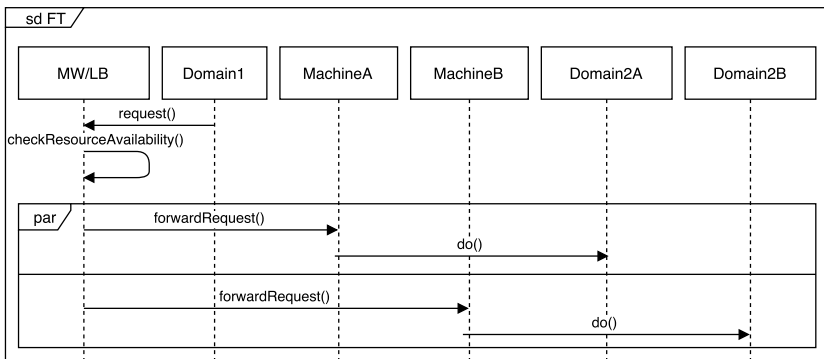 sd FT
MW/LB
Domain1
MachineA
MachineB
Domain2A
Domain2B
request()
checkResourceAvailability()
par
forwardRequest()
do()
forwardRequest()
do()